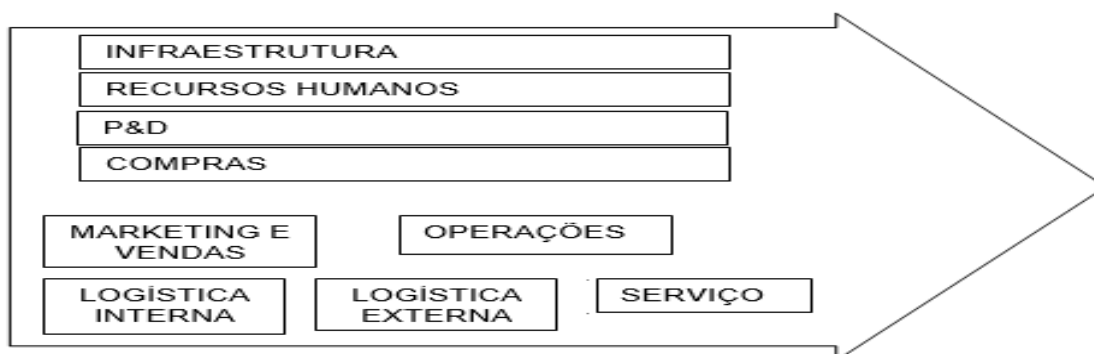 INFRAESTRUTURA
RECURSOS HUMANOS
P&D
COMPRAS
MARKETING E
VENDAS
OPERAÇÕES
LOGÍSTICA
INTERNA
LOGÍSTICA
EXTERNA
SERVIÇO